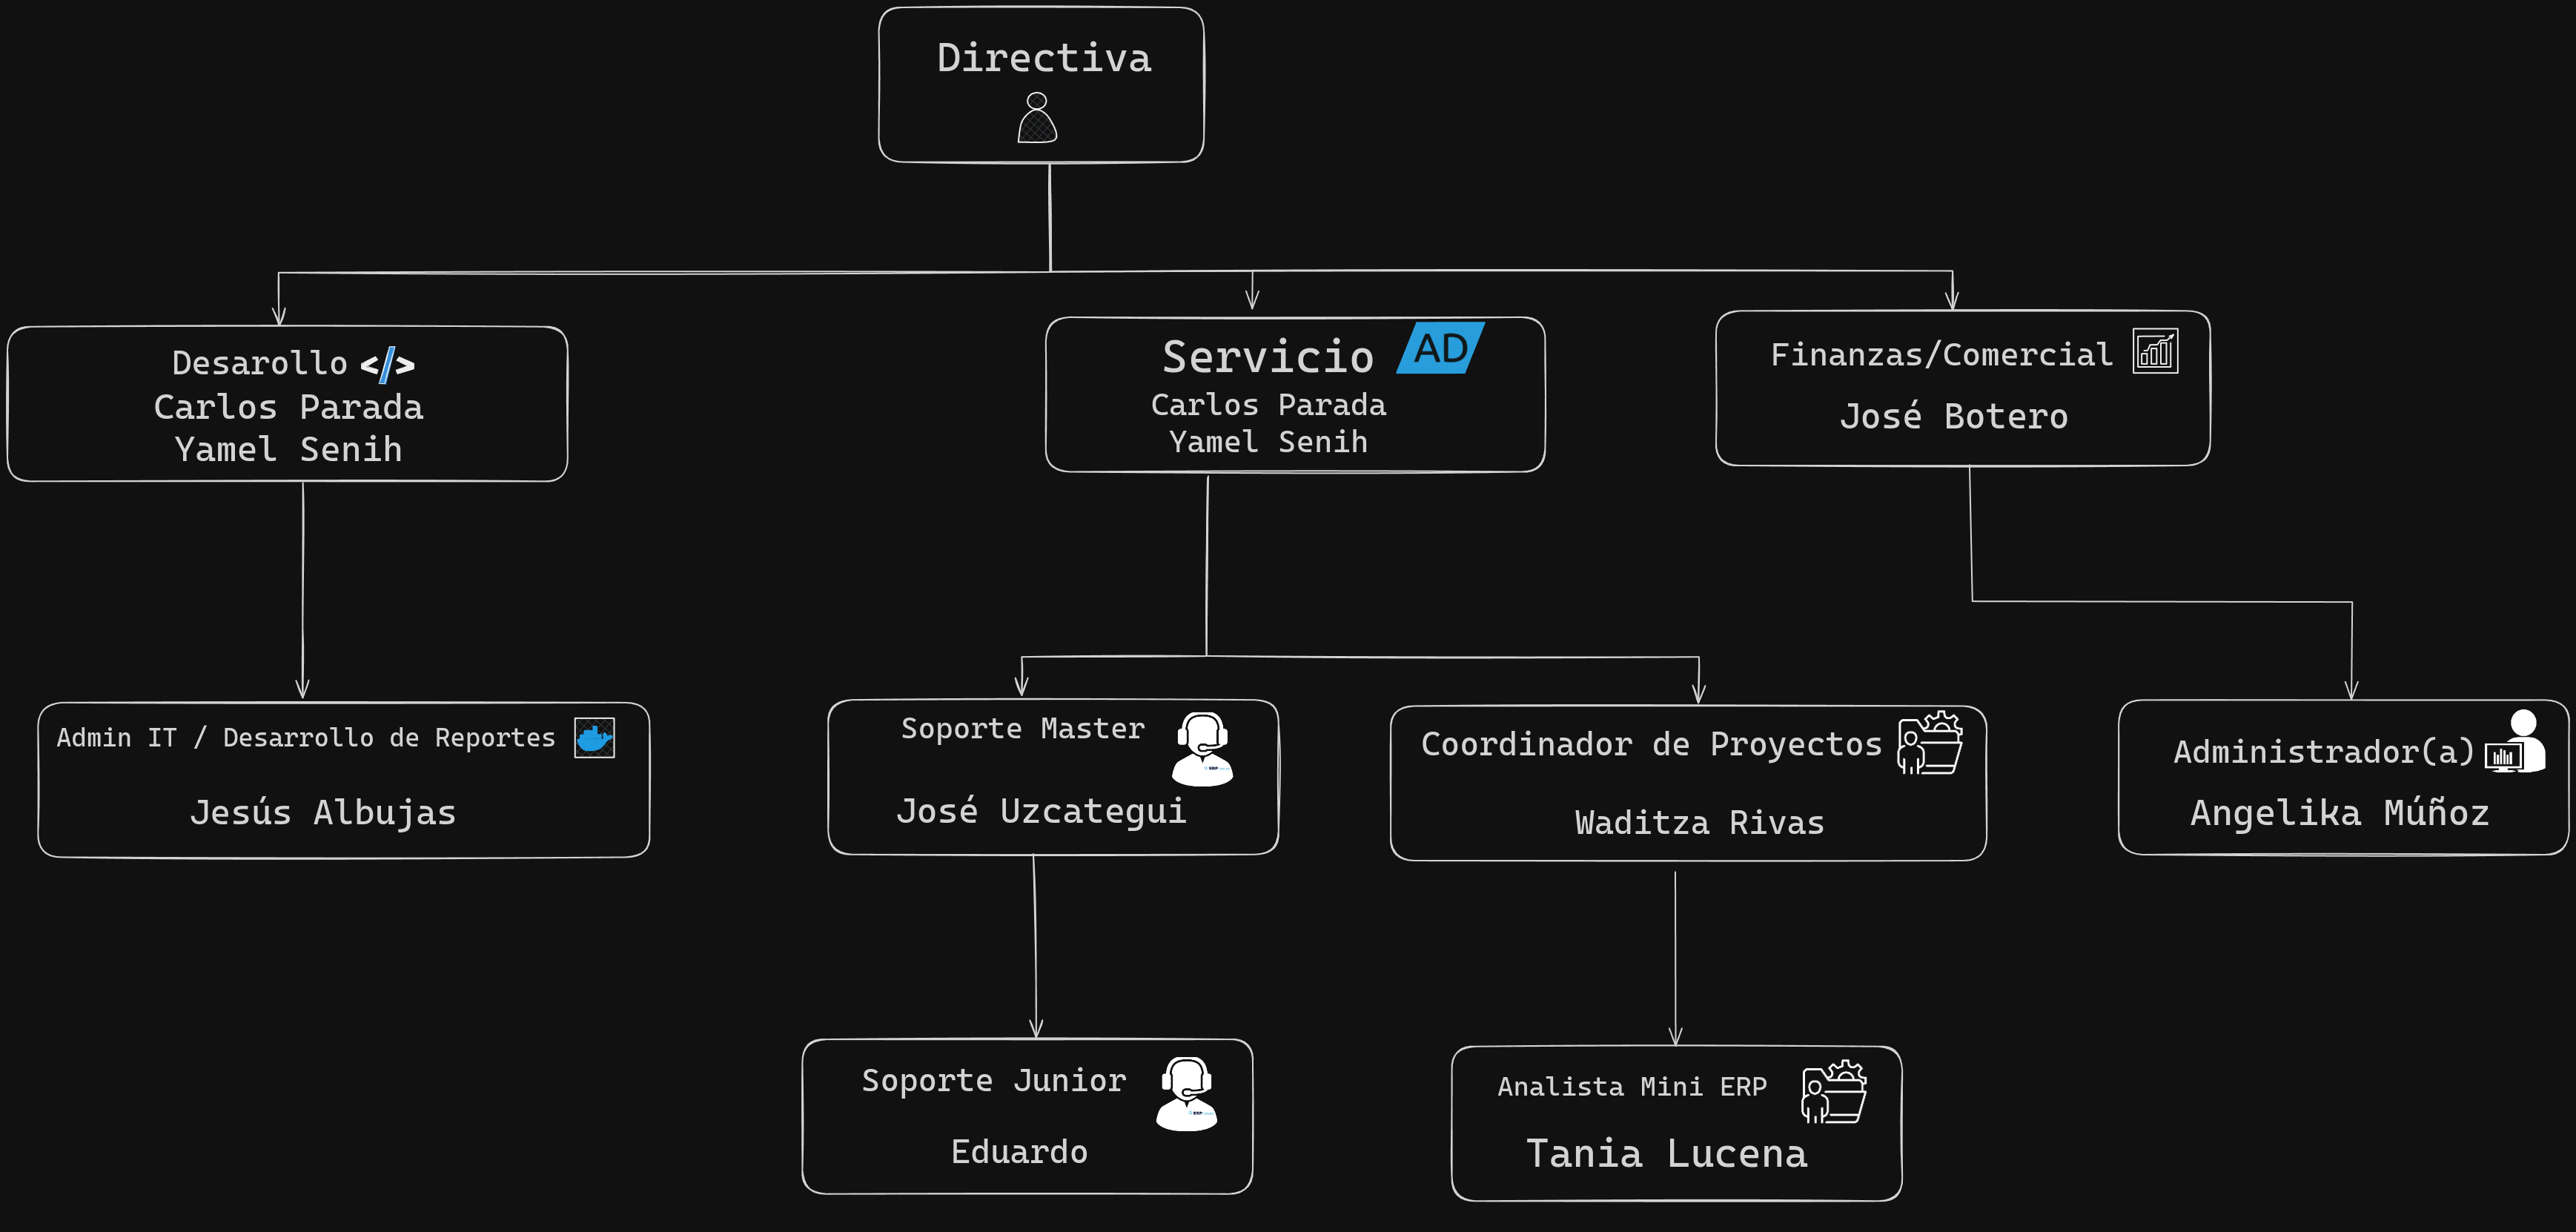 Directiva
Desarollo </>
Carlos Parada
Yamel Senih
Servicio AD
Carlos Parada
Yamel Senih
Finanzas/Comercial
José Botero
Admin IT / Desarrollo de Reportes
Jesús Albujas
Soporte Master
ERP
José Uzcategui
Coordinador de Proyectos
Waditza Rivas
Administrador(a)
Angelika Múñoz
Soporte Junior
ERP
Eduardo
Analista Mini ERP
Tania Lucena